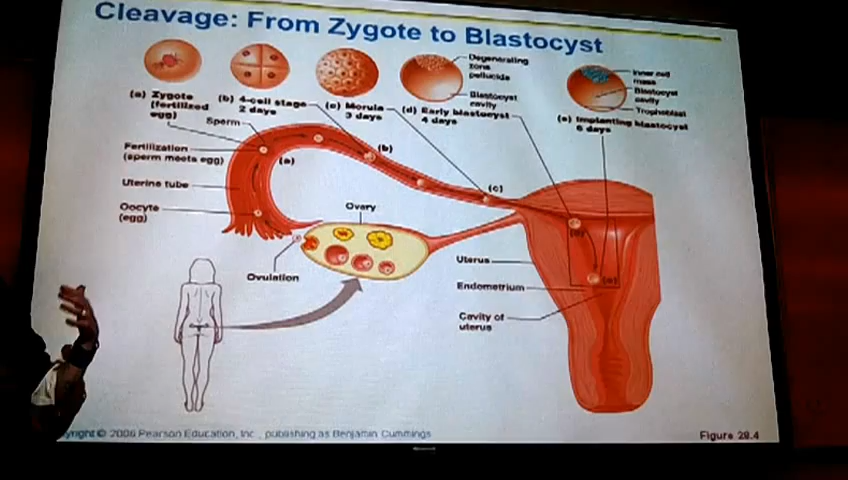 Cleavage: From Zygote to Blastocyst
(a) Zygote
(fertilized
egg)
(b) 4-cell stage
2 days
(c) Morula
3 days
(d) Early blastocyst
4 days
Degenerating
zona
pellucida
Blastocyst
cavity
Inner cell
mass
Blastocyst
cavity
Trophoblast
(e) Implanting blastocyst
6 days
Sperm
Fertilization
(sperm meets egg)
(a)
(b)
(c)
Uterine tube
Oocyte
(egg)
Ovary
Ovulation
(d)
(e)
Uterus
Endometrium
Cavity of
uterus
yright © 2006 Pearson Education, Inc., publishing as Benjamin Cummings
Figure 28.4